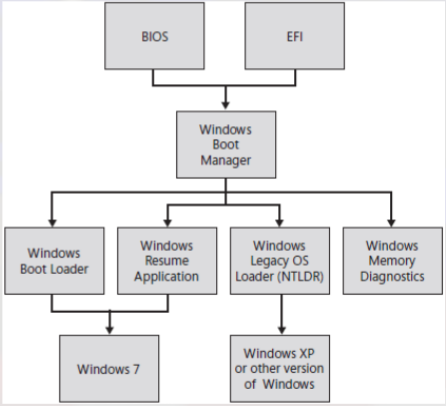 BIOS
EFI
Windows
Boot
Manager
Windows
Boot Loader
Windows
Resume
Application
Windows
Legacy OS
Loader (NTLDR)
Windows
Memory
Diagnostics
Windows 7
Windows XP
or other version
of Windows